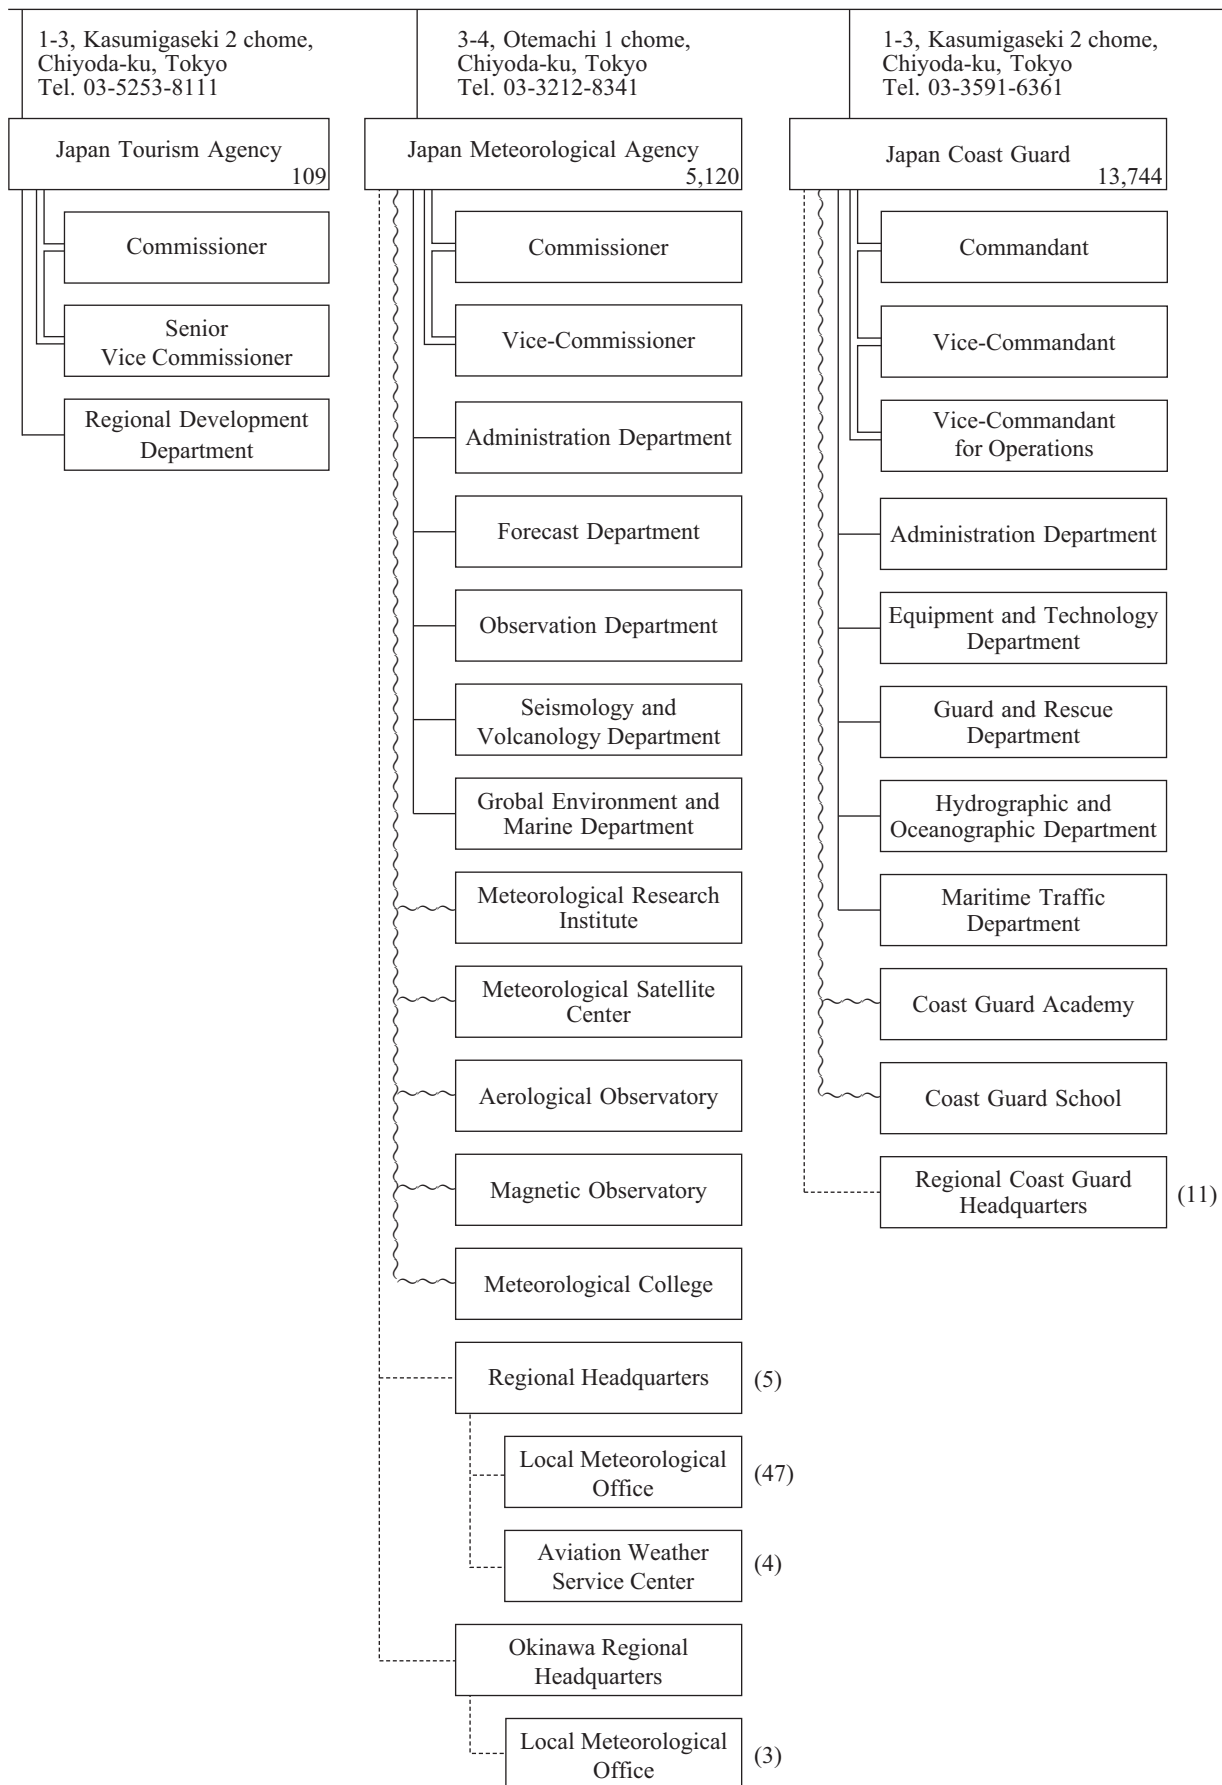 1-3, Kasumigaseki 2 chome,
Chiyoda-ku, Tokyo
Tel. 03-5253-8111
Japan Tourism Agency
109
Commissioner
Senior
Vice Commissioner
Regional Development
Department
3-4, Otemachi 1 chome,
Chiyoda-ku, Tokyo
Tel. 03-3212-8341
Japan Meteorological Agency
5,120
Commissioner
Vice-Commissioner
Administration Department
Forecast Department
Observation Department
Seismology and
Volcanology Department
Grobal Environment and
Marine Department
Meteorological Research
Institute
Meteorological Satellite
Center
Aerological Observatory
Magnetic Observatory
Meteorological College
Regional Headquarters
(5)
Local Meteorological
Office
(47)
Aviation Weather
Service Center
(4)
Okinawa Regional
Headquarters
Local Meteorological
Office
(3)
1-3, Kasumigaseki 2 chome,
Chiyoda-ku, Tokyo
Tel. 03-3591-6361
Japan Coast Guard
13,744
Commandant
Vice-Commandant
Vice-Commandant
for Operations
Administration Department
Equipment and Technology
Department
Guard and Rescue
Department
Hydrographic and
Oceanographic Department
Maritime Traffic
Department
Coast Guard Academy
Coast Guard School
Regional Coast Guard
Headquarters
(11)